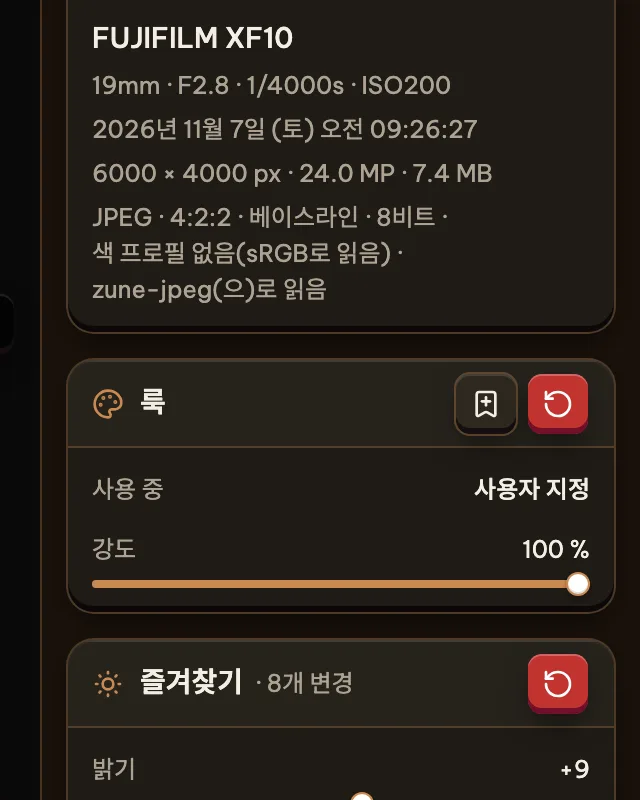 FUJIFILM XF10
19mm · F2.8 · 1/4000s · ISO200
2026년 11월 7일 (토) 오전 09:26:27
6000 × 4000 px · 24.0 MP · 7.4 MB
JPEG · 4:2:2 · 베이스라인 · 8비트 ·
색 프로필 없음(sRGB로 읽음) ·
zune-jpeg(으)로 읽음
룩
사용 중 사용자 지정
강도 100 %
즐겨찾기 · 8개 변경
밝기 +9